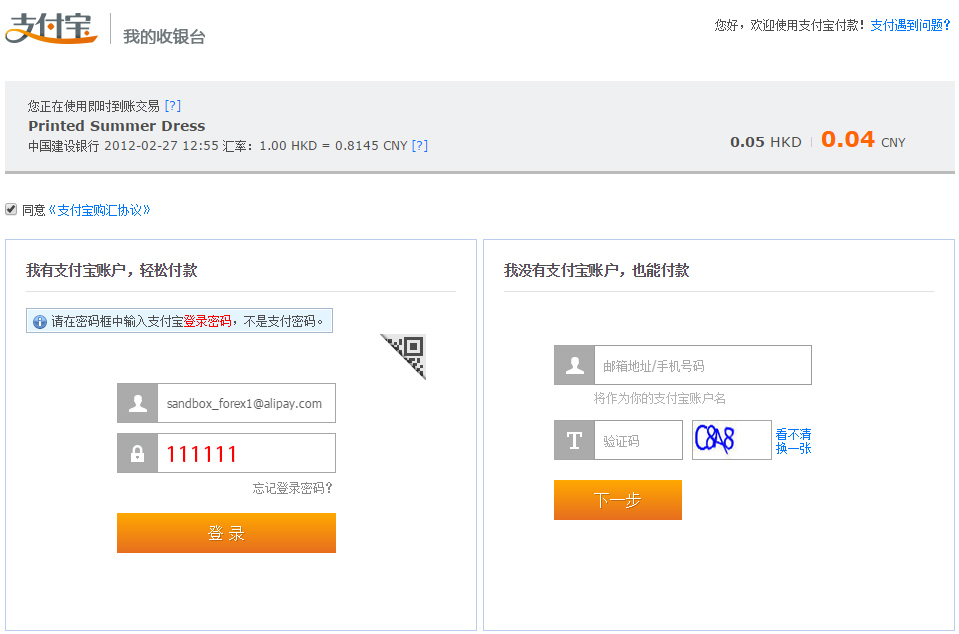 支付宝 我的收银台
您好，欢迎使用支付宝付款！支付遇到问题？
您正在使用即时到账交易 [?]
Printed Summer Dress
中国建设银行 2012-02-27 12:55 汇率：1.00 HKD = 0.8145 CNY [?]
0.05 HKD | 0.04 CNY
同意《支付宝购汇协议》
我有支付宝账户，轻松付款
请在密码框中输入支付宝登录密码，不是支付密码。
sandbox_forex1@alipay.com
111111
忘记登录密码?
登 录
我没有支付宝账户，也能付款
邮箱地址/手机号码
将作为你的支付宝账户名
T 验证码 C8A8 看不清
换一张
下一步